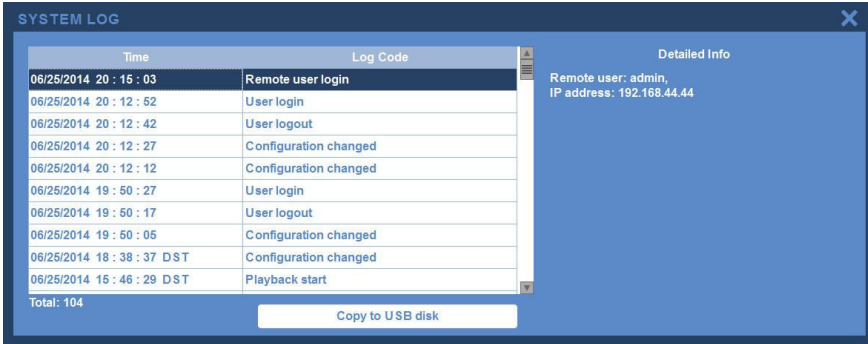 SYSTEM LOG
Time Log Code
06/25/2014 20 : 15 : 03 Remote user login
06/25/2014 20 : 12 : 52 User login
06/25/2014 20 : 12 : 42 User logout
06/25/2014 20 : 12 : 27 Configuration changed
06/25/2014 20 : 12 : 12 Configuration changed
06/25/2014 19 : 50 : 27 User login
06/25/2014 19 : 50 : 17 User logout
06/25/2014 19 : 50 : 05 Configuration changed
06/25/2014 18 : 38 : 37 DST Configuration changed
06/25/2014 15 : 46 : 29 DST Playback start
Total: 104
Copy to USB disk
Detailed Info
Remote user: admin,
IP address: 192.168.44.44